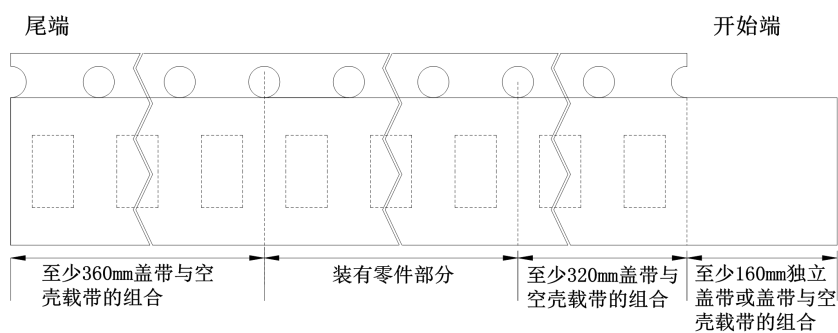 尾端
开始端
至少360mm盖带与空
壳载带的组合
装有零件部分
至少320mm盖带与
空壳载带的组合
至少160mm独立
盖带或盖带与空
壳载带的组合